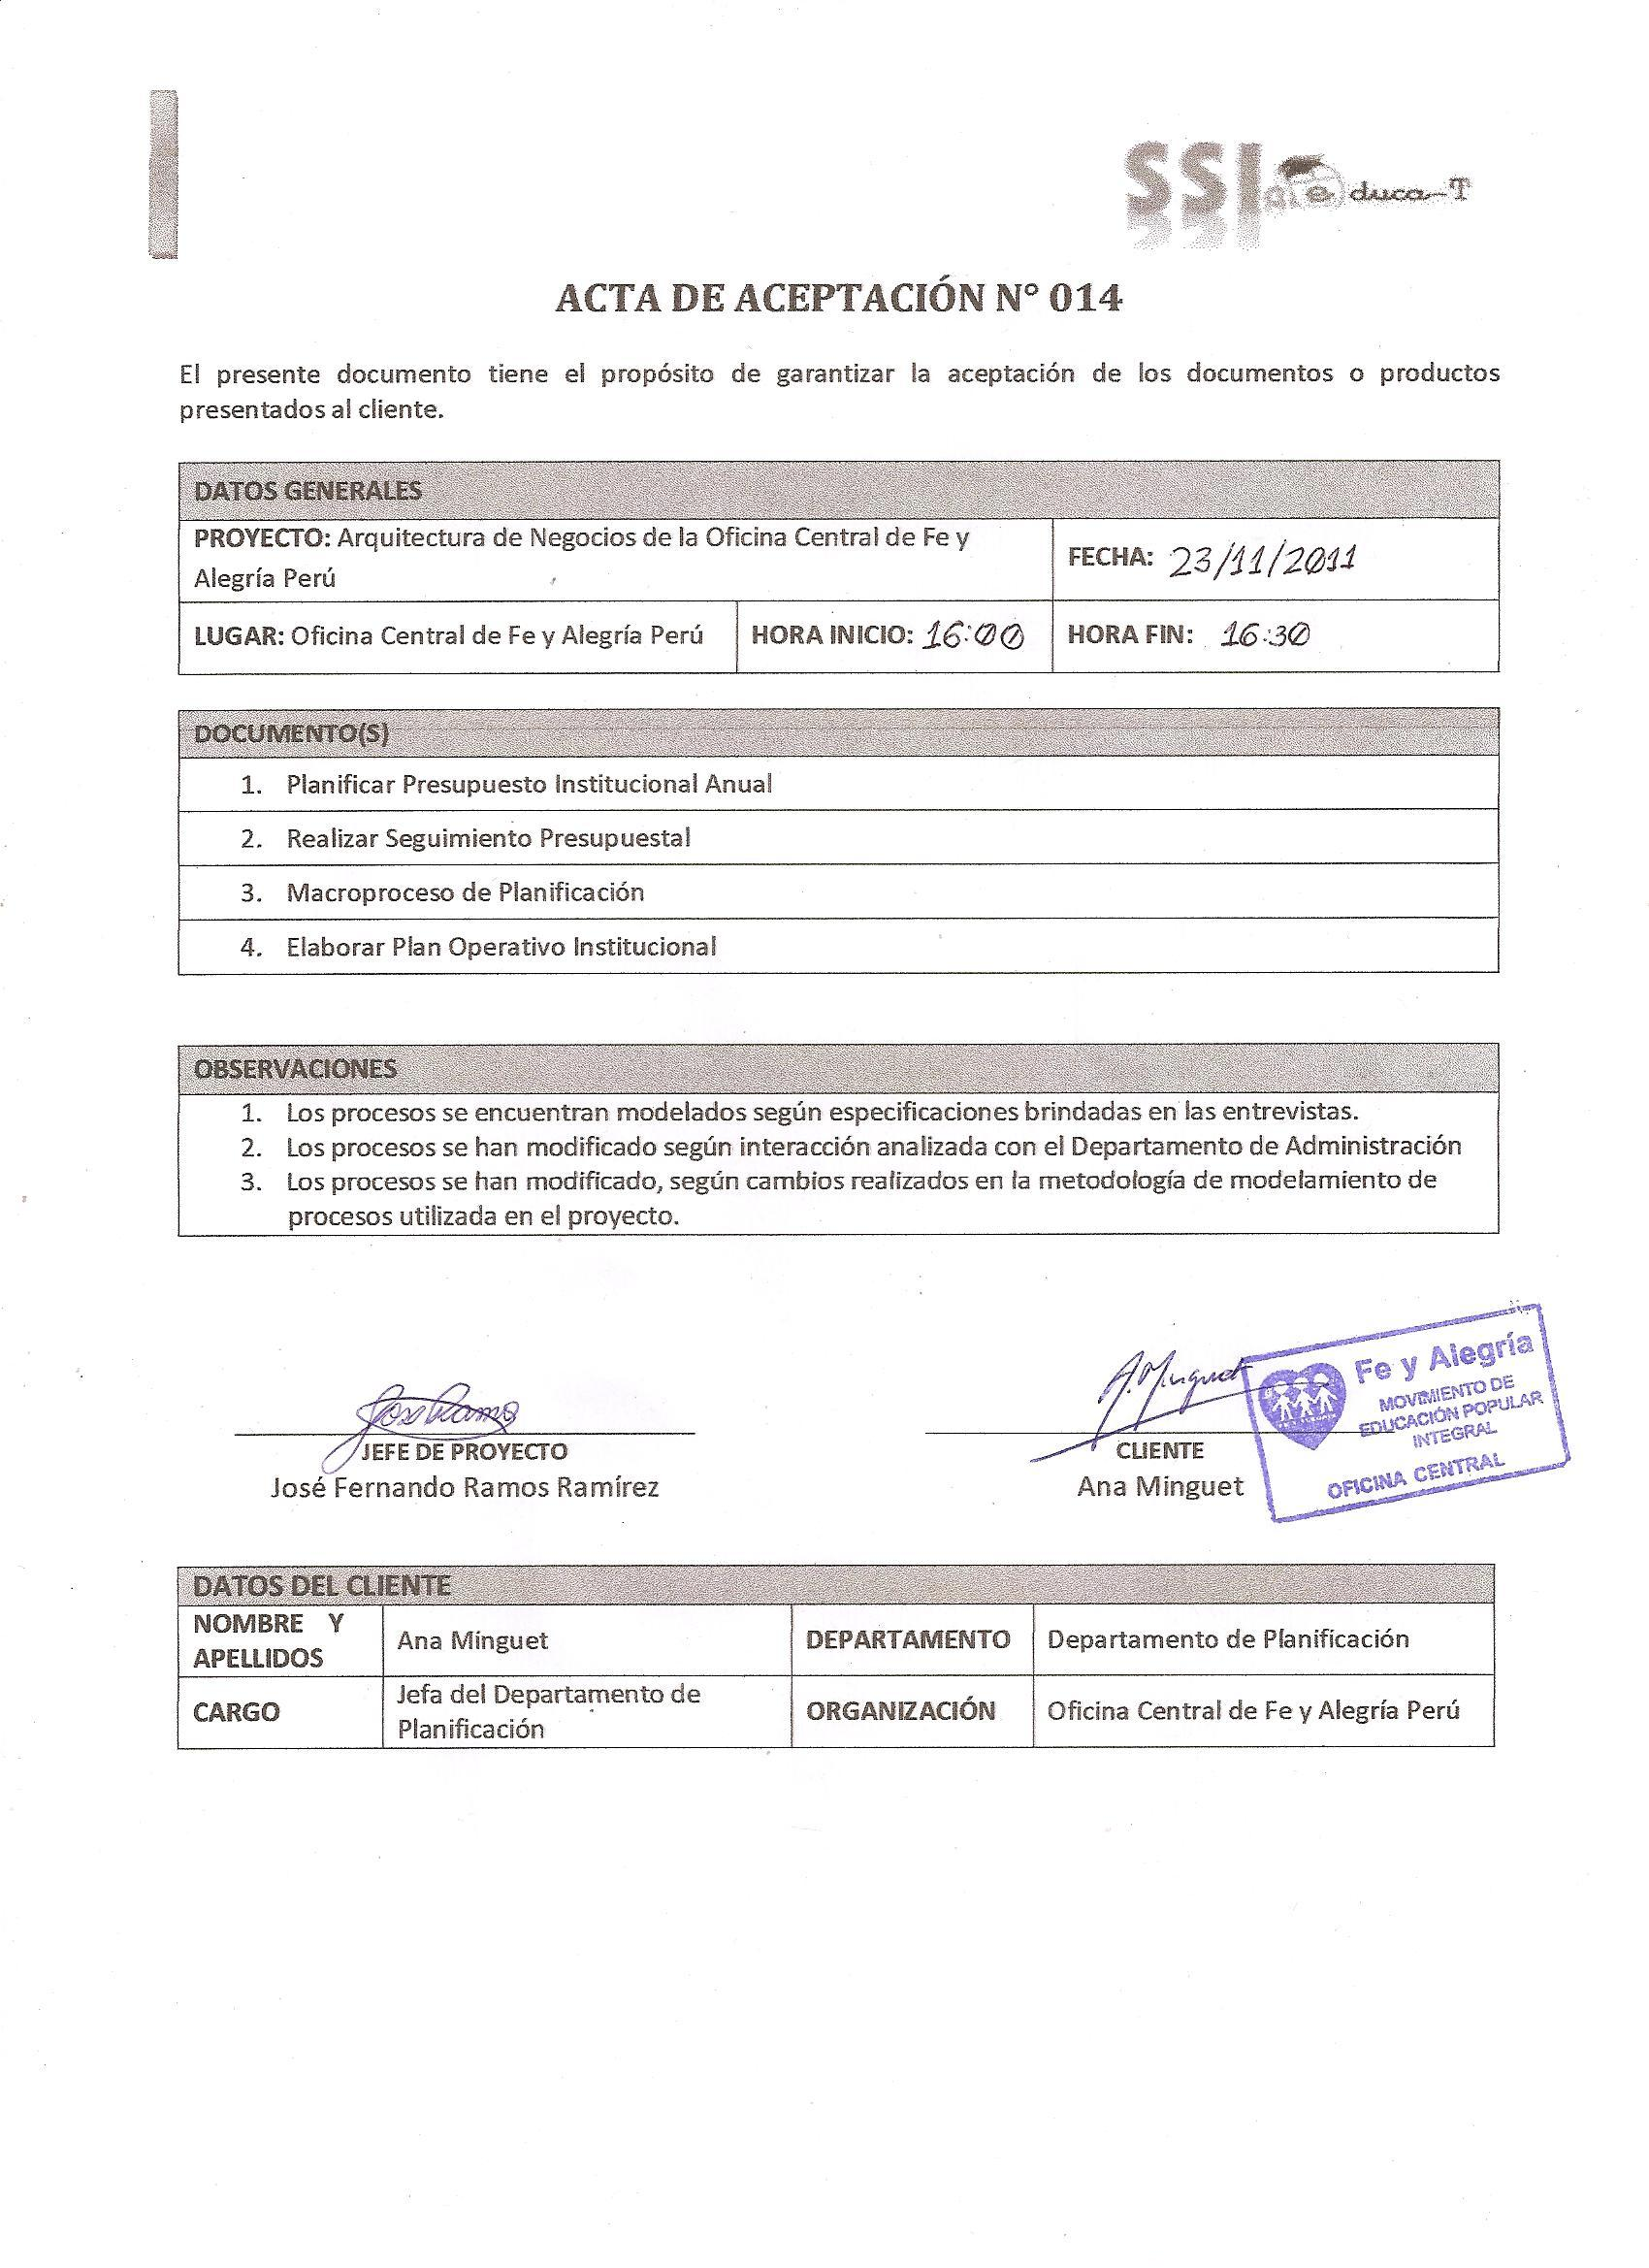 SSI educa-T
ACTA DE ACEPTACIÓN N° 014
El presente documento tiene el propósito de garantizar la aceptación de los documentos o productos
presentados al cliente.
DATOS GENERALES
PROYECTO: Arquitectura de Negocios de la Oficina Central de Fe y
Alegría Perú
FECHA: 23/11/2011
LUGAR: Oficina Central de Fe y Alegría Perú
HORA INICIO: 16:00
HORA FIN: 16:30
DOCUMENTO(S)
1. Planificar Presupuesto Institucional Anual
2. Realizar Seguimiento Presupuestal
3. Macroproceso de Planificación
4. Elaborar Plan Operativo Institucional
OBSERVACIONES
1. Los procesos se encuentran modelados según especificaciones brindadas en las entrevistas.
2. Los procesos se han modificado según interacción analizada con el Departamento de Administración
3. Los procesos se han modificado, según cambios realizados en la metodología de modelamiento de
procesos utilizada en el proyecto.
José Ramos
JEFE DE PROYECTO
José Fernando Ramos Ramírez
A. Minguet
CLIENTE
Ana Minguet
Fe y Alegría
MOVIMIENTO DE
EDUCACIÓN POPULAR
INTEGRAL
OFICINA CENTRAL
DATOS DEL CLIENTE
NOMBRE Y
APELLIDOS
Ana Minguet
DEPARTAMENTO
Departamento de Planificación
CARGO
Jefa del Departamento de
Planificación
ORGANIZACIÓN
Oficina Central de Fe y Alegría Perú